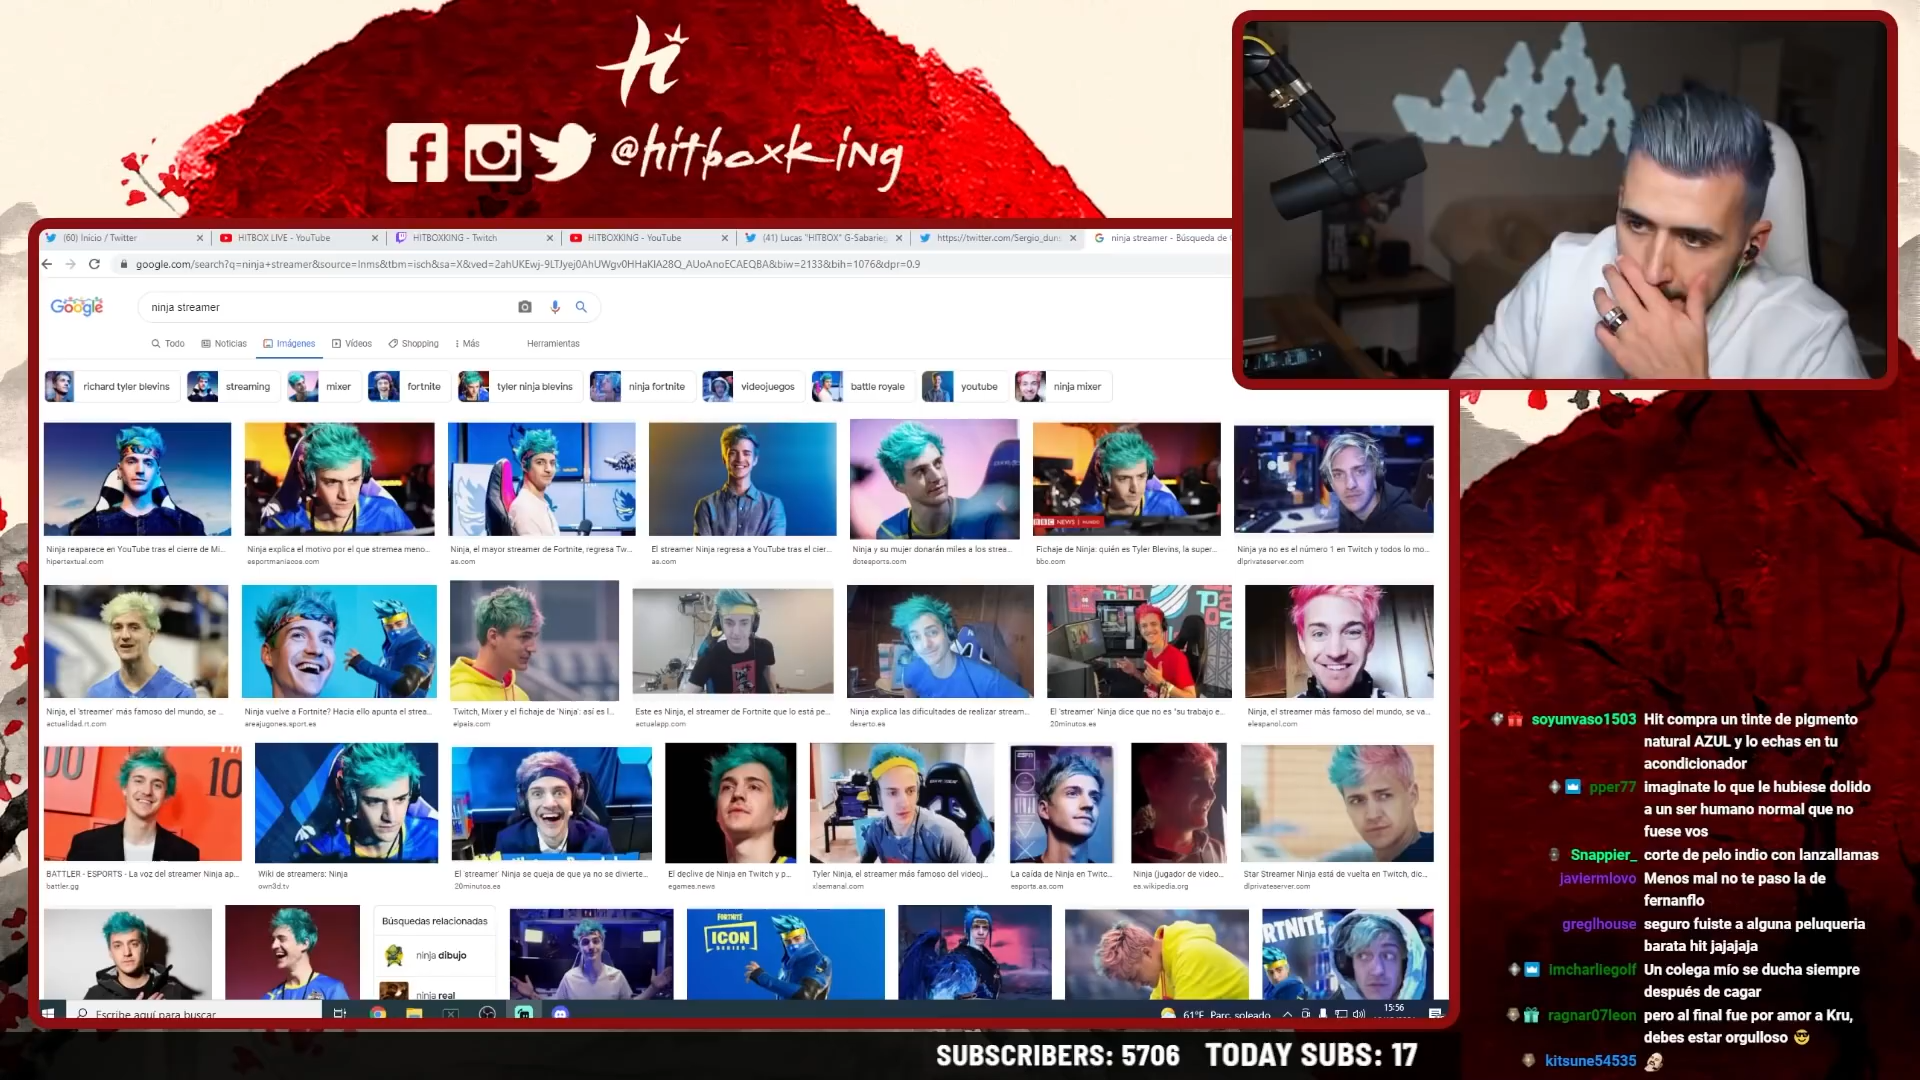 @hitboxking
(60) Inicio / Twitter
HITBOX LIVE - YouTube
HITBOXKING - Twitch
HITBOXKING - YouTube
(41) Lucas "HITBOX" G-Sabarieg
https://twitter.com/Sergio_duns
ninja streamer - Búsqueda de
google.com/search?q=ninja+streamer&source=lnms&tbm=isch&sa=X&ved=2ahUKEwj-9LTJyej0AhUWgv0HHaKIA28Q_AUoAnoECAEQBA&biw=2133&bih=1076&dpr=0.9
Google
ninja streamer
Todo
Noticias
Imágenes
Vídeos
Shopping
Más
Herramientas
richard tyler blevins
streaming
mixer
fortnite
tyler ninja blevins
ninja fortnite
videojuegos
battle royale
youtube
ninja mixer
BBC NEWS MUNDO
Ninja reaparece en YouTube tras el cierre de Mi...
hipertextual.com
Ninja explica el motivo por el que stremea meno...
esportmaniacos.com
Ninja, el mayor streamer de Fortnite, regresa Tw...
as.com
El streamer Ninja regresa a YouTube tras el cier...
as.com
Ninja y su mujer donarán miles a los strea...
dotesports.com
Fichaje de Ninja: quién es Tyler Blevins, la super...
bbc.com
Ninja ya no es el número 1 en Twitch y todos lo mo...
dlprivateserver.com
Ninja, el 'streamer' más famoso del mundo, se ...
actualidad.rt.com
Ninja vuelve a Fortnite? Hacia ello apunta el strea...
areajugones.sport.es
Twitch, Mixer y el fichaje de 'Ninja': así es l...
elpais.com
Este es Ninja, el streamer de Fortnite que lo está pe...
actualapp.com
Ninja explica las dificultades de realizar stream...
dexerto.es
El 'streamer' Ninja dice que no es "su trabajo e...
20minutos.es
Ninja, el streamer más famoso del mundo, se va...
elespanol.com
BATTLER - ESPORTS - La voz del streamer Ninja ap...
battler.gg
Wiki de streamers: Ninja
own3d.tv
El 'streamer' Ninja se queja de que ya no se divierte...
20minutos.es
El declive de Ninja en Twitch y p...
egames.news
Tyler Ninja, el streamer más famoso del videoj...
xlsemanal.com
La caída de Ninja en Twitc...
esports.as.com
Ninja (jugador de video...
es.wikipedia.org
Star Streamer Ninja está de vuelta en Twitch, dic...
dlprivateserver.com
Búsquedas relacionadas
ninja dibujo
ninja real
FORTNITE
ICON
SERIES
Escribe aquí para buscar
61°F Parc. soleado
15:56
SUBSCRIBERS: 5706 TODAY SUBS: 17
soyunvaso1503 Hit compra un tinte de pigmento
natural AZUL y lo echas en tu
acondicionador
pper77 imaginate lo que le hubiese dolido
a un ser humano normal que no
fuese vos
Snappier_ corte de pelo indio con lanzallamas
javiermlovo Menos mal no te paso la de
fernanflo
greglhouse seguro fuiste a alguna peluqueria
barata hit jajajaja
imcharliegolf Un colega mío se ducha siempre
después de cagar
ragnar07leon pero al final fue por amor a Kru,
debes estar orgulloso 😎
kitsune54535